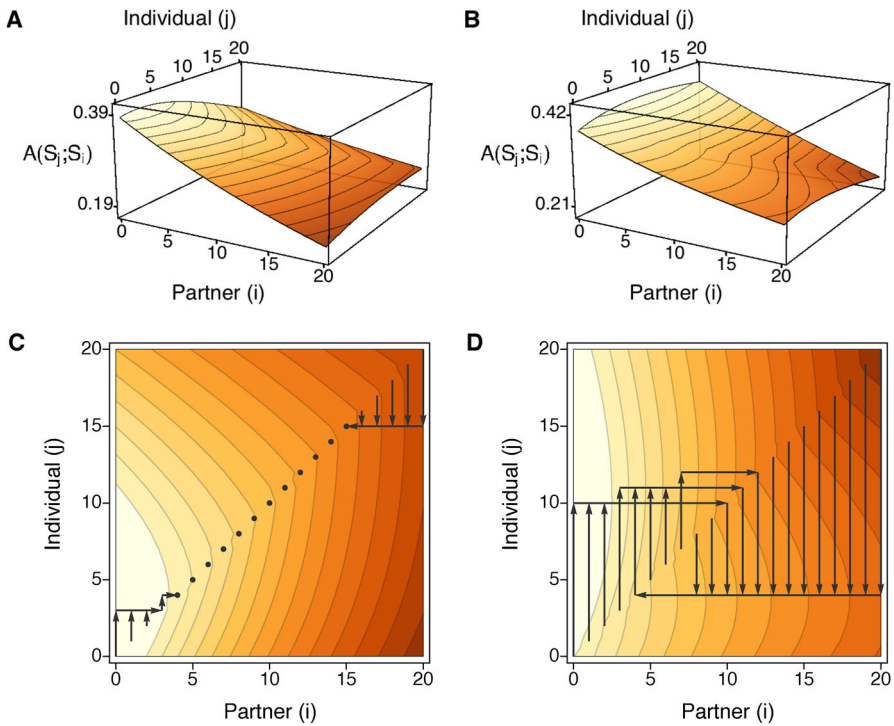 A
Individual (j)
0 5 10 15 20
0.39
A(Sj;Si)
0.19
0 5 10 15 20
Partner (i)
B
Individual (j)
0 5 10 15 20
0.42
A(Sj;Si)
0.21
0 5 10 15 20
Partner (i)
C
20
15
10
5
0
Individual (j)
0 5 10 15 20
Partner (i)
D
20
15
10
5
0
Individual (j)
0 5 10 15 20
Partner (i)